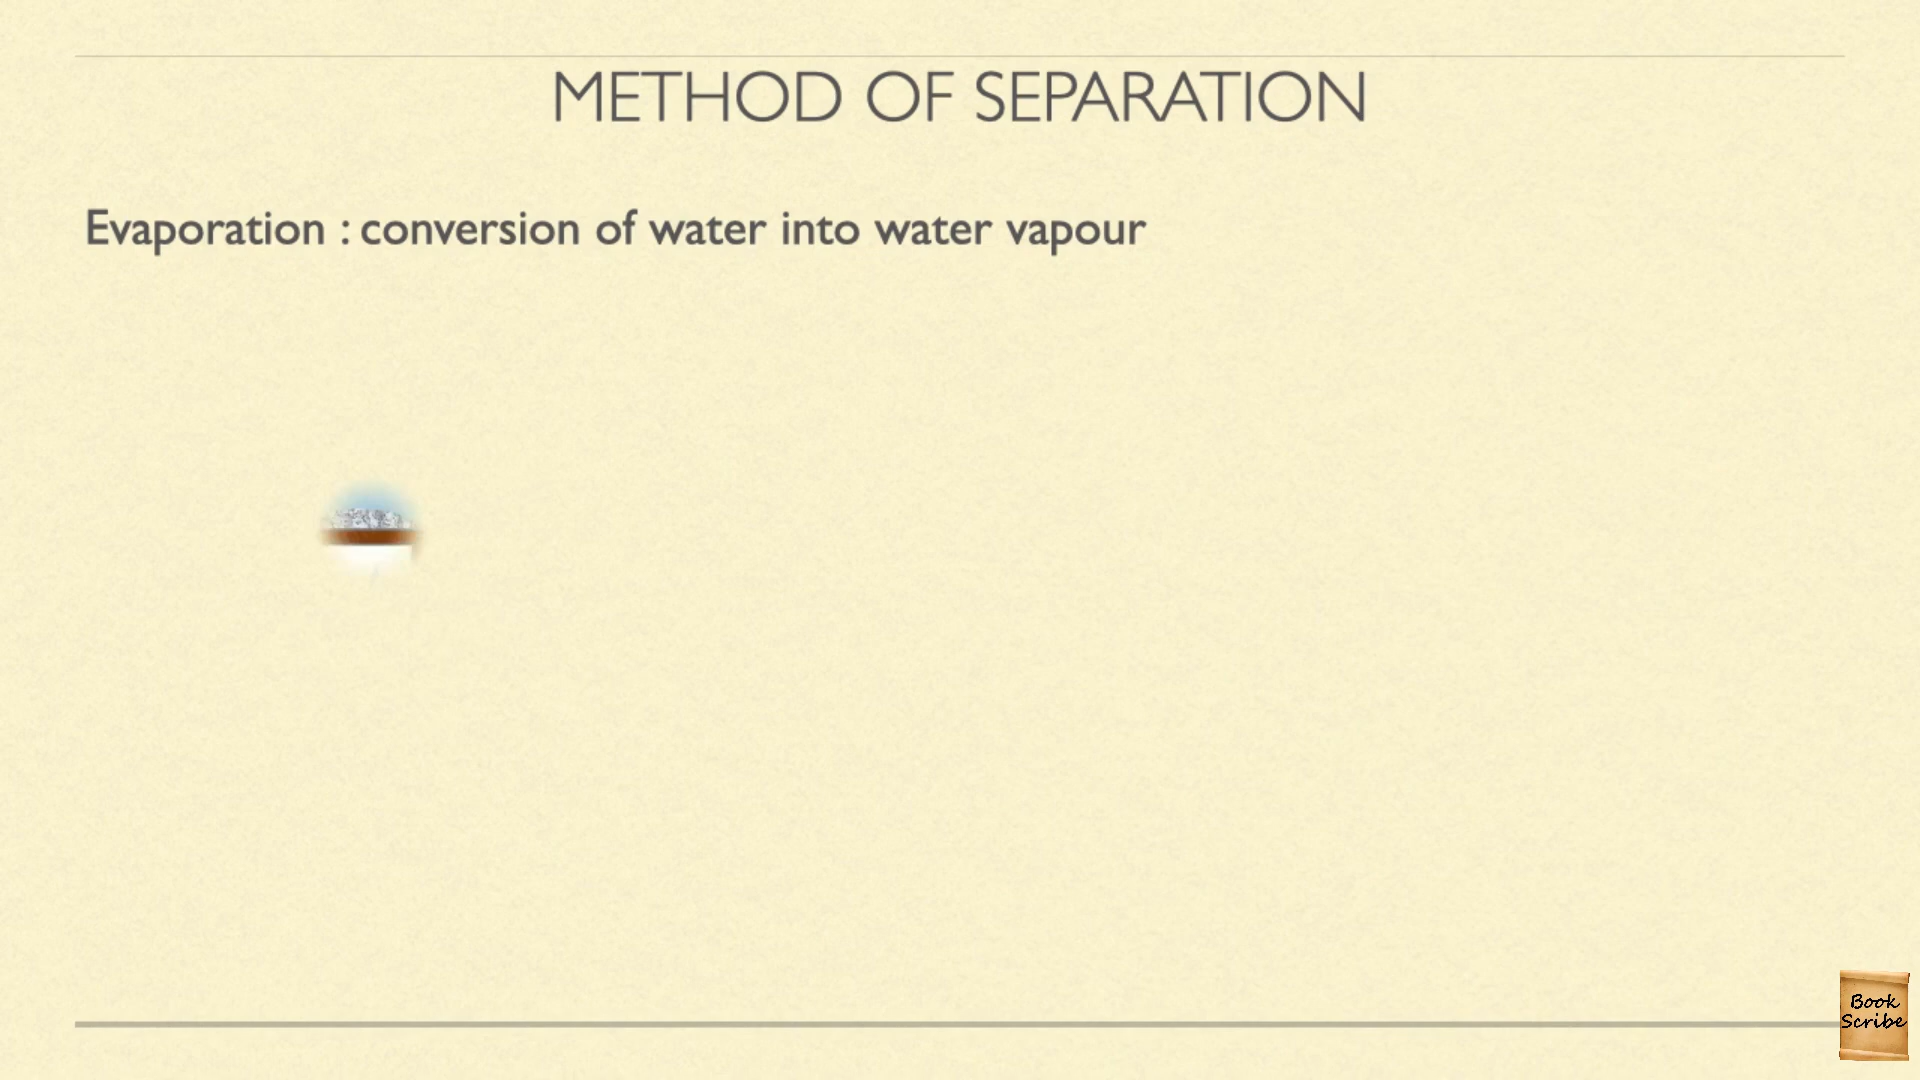 METHOD OF SEPARATION
Evaporation : conversion of water into water vapour
Book
Scribe